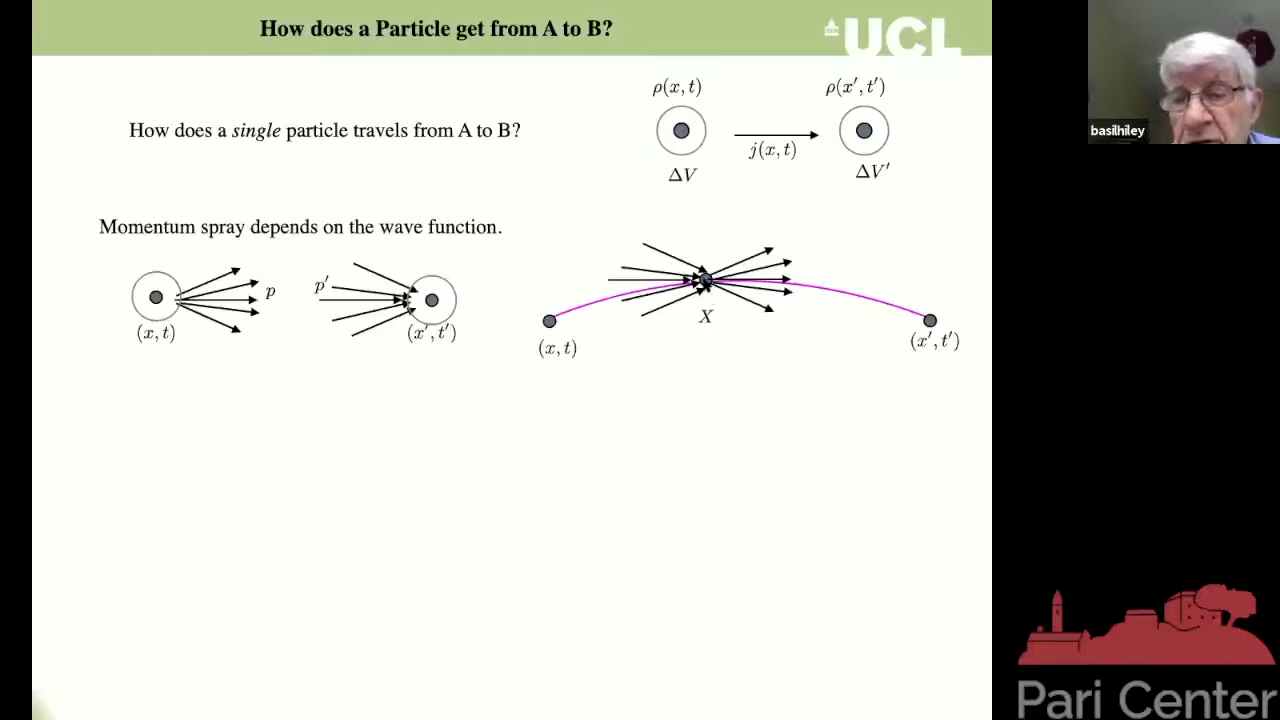 How does a Particle get from A to B?
UCL
basilhiley
How does a single particle travels from A to B?
ρ(x, t)
ρ(x′, t′)
j(x, t)
ΔV
ΔV′
Momentum spray depends on the wave function.
p
p′
(x, t)
(x′, t′)
X
(x, t)
(x′, t′)
Pari Center